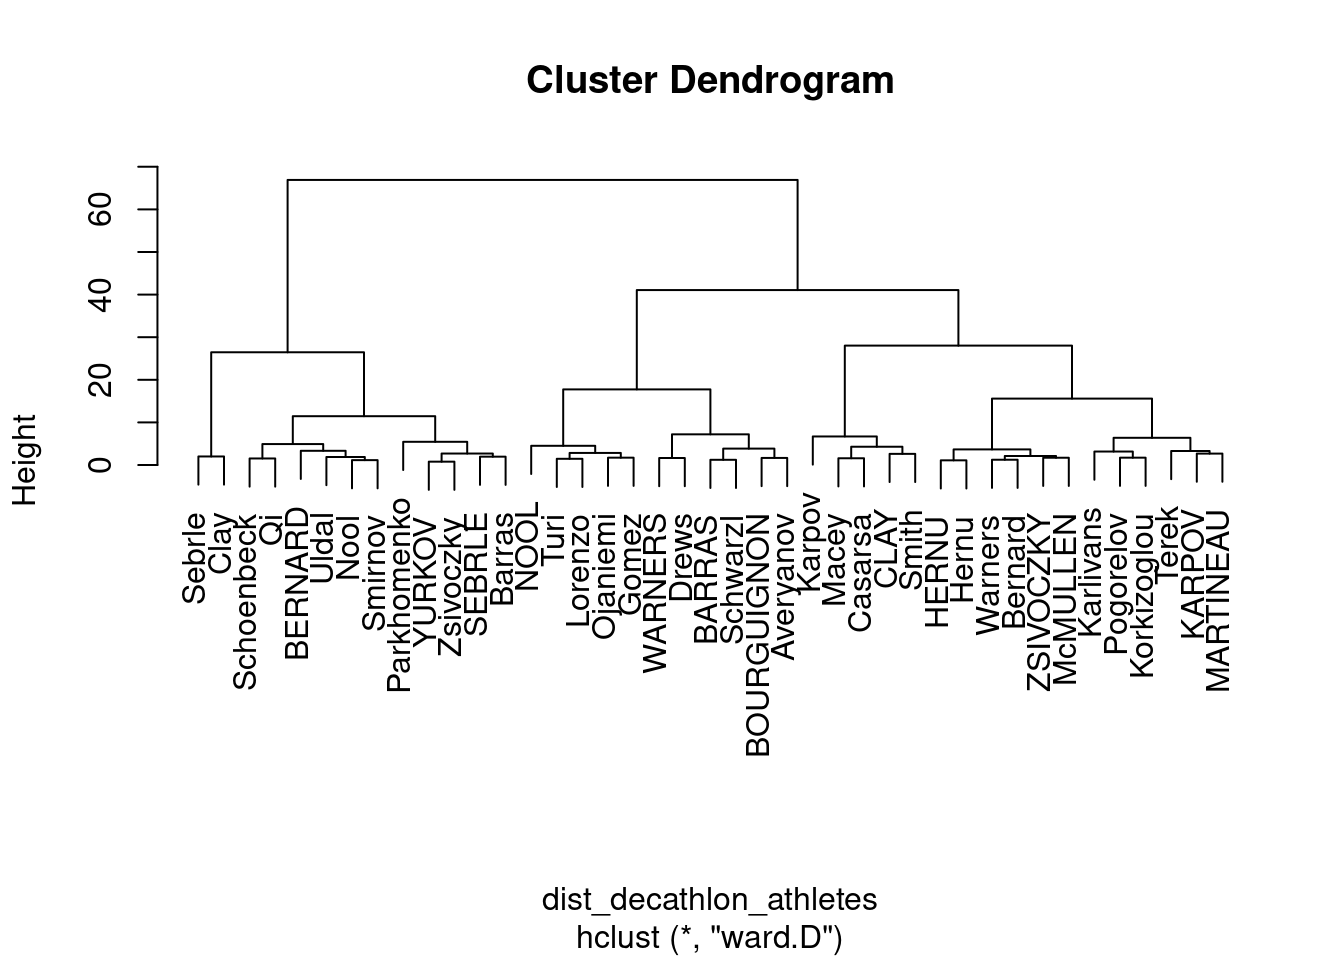 Cluster Dendrogram
Height
0
20
40
60
Sebrle
Clay
Schoenbeck
Qi
BERNARD
Uldal
Nool
Smirnov
Parkhomenko
YURKOV
Zsivoczky
SEBRLE
Barras
NOOL
Turi
Lorenzo
Ojaniemi
Gomez
WARNERS
Drews
BARRAS
Schwarzl
BOURGUIGNON
Averyanov
Karpov
Macey
Casarsa
CLAY
Smith
HERNU
Hernu
Warners
Bernard
ZSIVOCZKY
McMULLEN
Karlivans
Pogorelov
Korkizoglou
Terek
KARPOV
MARTINEAU
dist_decathlon_athletes
hclust (*, "ward.D")